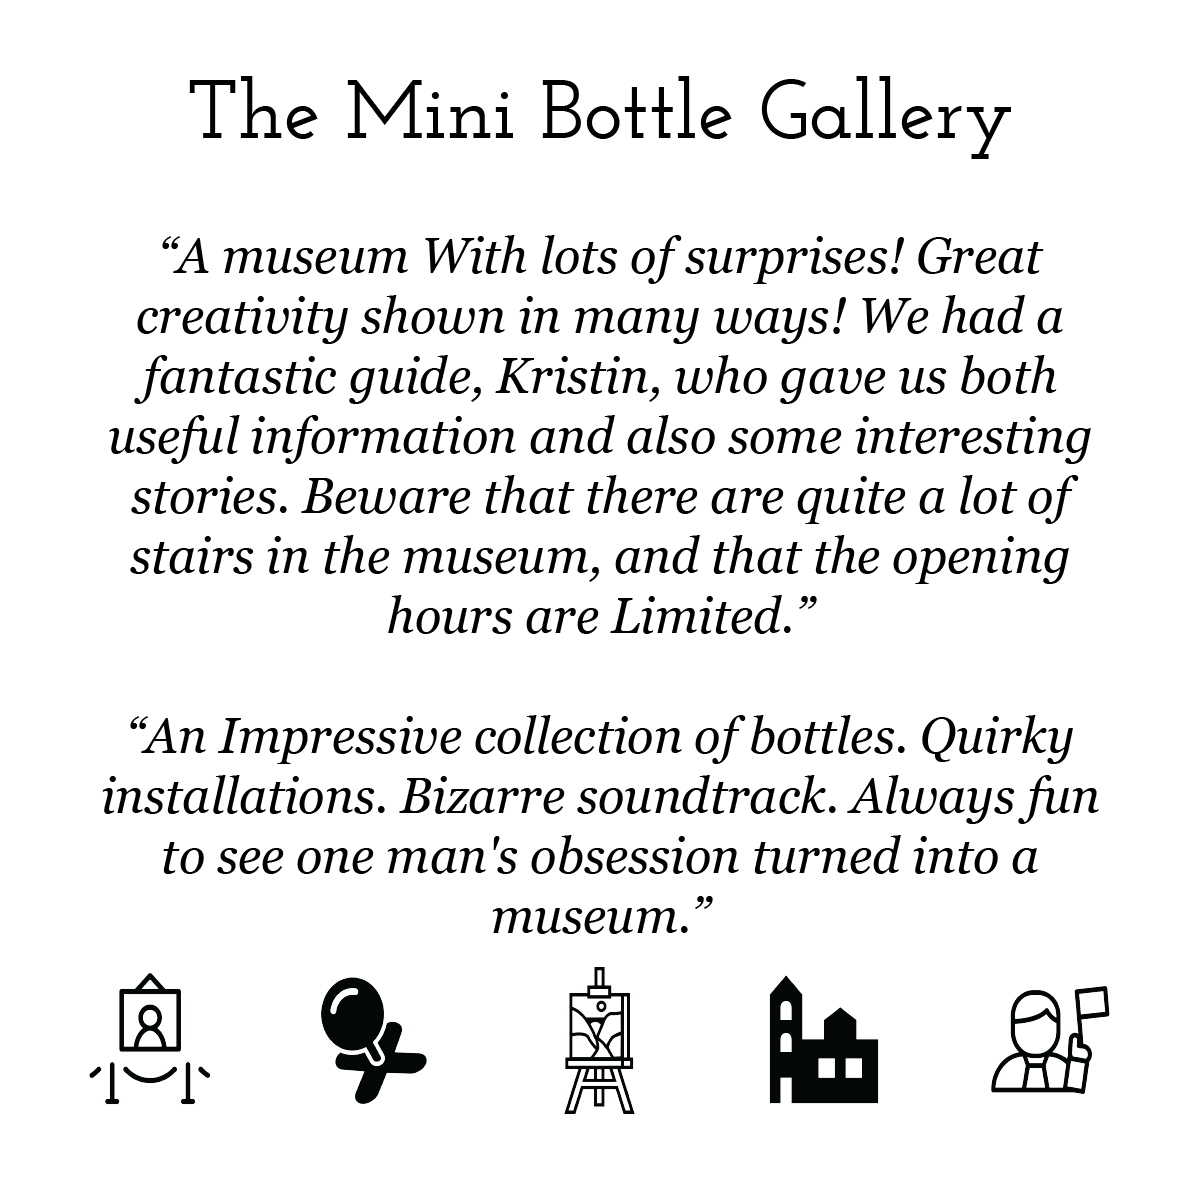 The Mini Bottle Gallery
“A museum With lots of surprises! Great
creativity shown in many ways! We had a
fantastic guide, Kristin, who gave us both
useful information and also some interesting
stories. Beware that there are quite a lot of
stairs in the museum, and that the opening
hours are Limited.”
“An Impressive collection of bottles. Quirky
installations. Bizarre soundtrack. Always fun
to see one man's obsession turned into a
museum.”